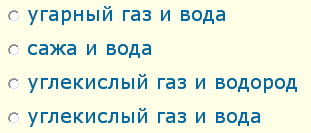 угарный газ и вода
сажа и вода
углекислый газ и водород
углекислый газ и вода